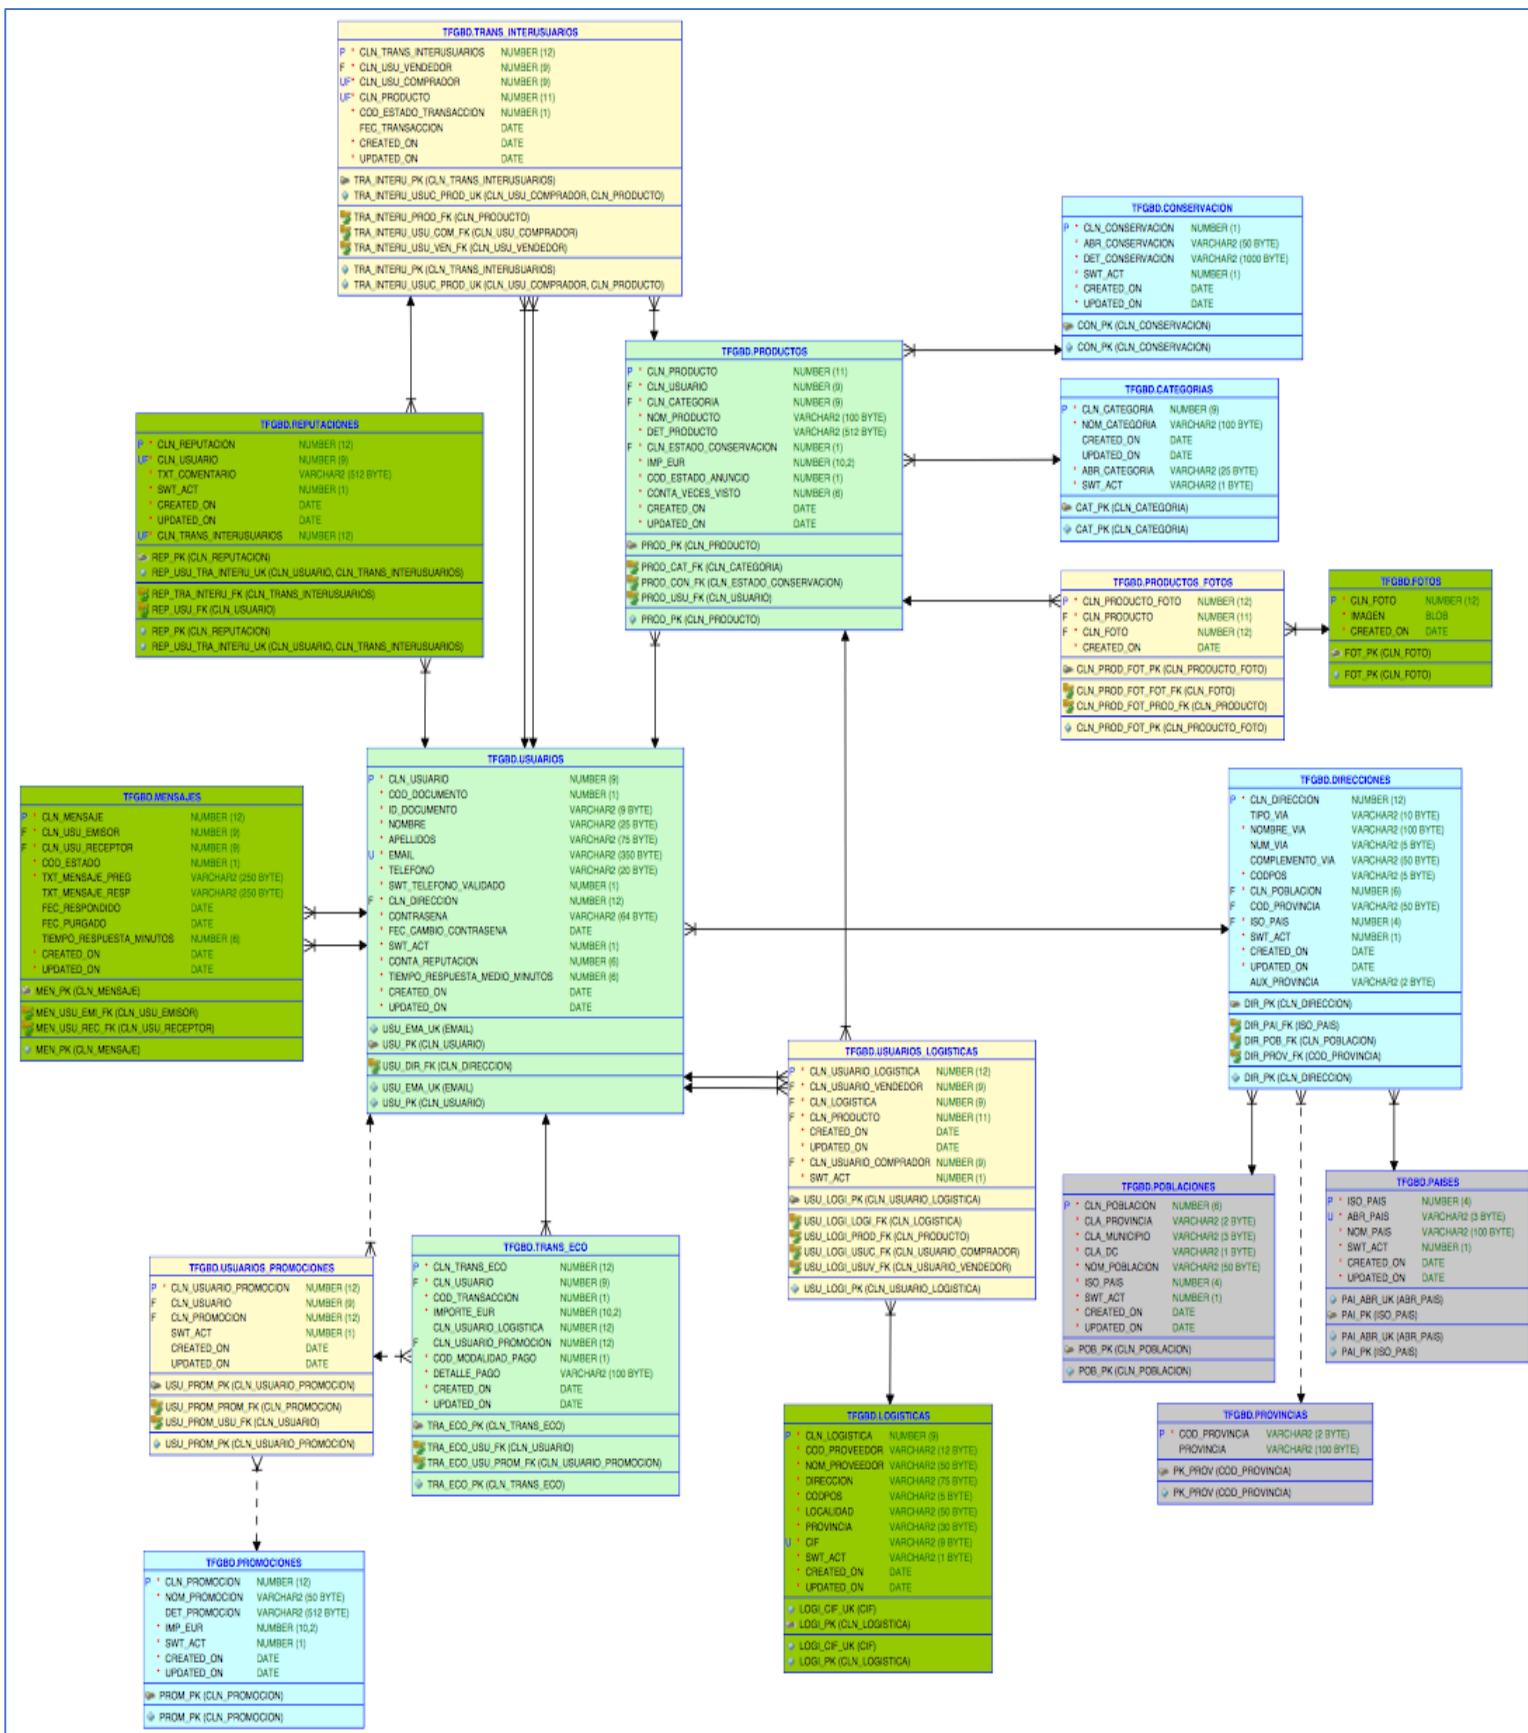 TFGBD.TRANS_INTERUSUARIOS
P * CLN_TRANS_INTERUSUARIOS NUMBER (12)
F * CLN_USU_VENDEDOR NUMBER (9)
UF* CLN_USU_COMPRADOR NUMBER (9)
UF* CLN_PRODUCTO NUMBER (11)
* COD_ESTADO_TRANSACCION NUMBER (1)
FEC_TRANSACCION DATE
* CREATED_ON DATE
* UPDATED_ON DATE
TRA_INTERU_PK (CLN_TRANS_INTERUSUARIOS)
TRA_INTERU_USUC_PROD_UK (CLN_USU_COMPRADOR, CLN_PRODUCTO)
TRA_INTERU_PROD_FK (CLN_PRODUCTO)
TRA_INTERU_USU_COM_FK (CLN_USU_COMPRADOR)
TRA_INTERU_USU_VEN_FK (CLN_USU_VENDEDOR)
TRA_INTERU_PK (CLN_TRANS_INTERUSUARIOS)
TRA_INTERU_USUC_PROD_UK (CLN_USU_COMPRADOR, CLN_PRODUCTO)
TFGBD.CONSERVACION
P * CLN_CONSERVACION NUMBER (1)
* ABR_CONSERVACION VARCHAR2 (50 BYTE)
* DET_CONSERVACION VARCHAR2 (1000 BYTE)
* SWT_ACT NUMBER (1)
* CREATED_ON DATE
* UPDATED_ON DATE
CON_PK (CLN_CONSERVACION)
CON_PK (CLN_CONSERVACION)
TFGBD.PRODUCTOS
P * CLN_PRODUCTO NUMBER (11)
F * CLN_USUARIO NUMBER (9)
F * CLN_CATEGORIA NUMBER (9)
* NOM_PRODUCTO VARCHAR2 (100 BYTE)
* DET_PRODUCTO VARCHAR2 (512 BYTE)
F * CLN_ESTADO_CONSERVACION NUMBER (1)
* IMP_EUR NUMBER (10,2)
* COD_ESTADO_ANUNCIO NUMBER (1)
* CONTA_VECES_VISTO NUMBER (6)
* CREATED_ON DATE
* UPDATED_ON DATE
PROD_PK (CLN_PRODUCTO)
PROD_CAT_FK (CLN_CATEGORIA)
PROD_CON_FK (CLN_ESTADO_CONSERVACION)
PROD_USU_FK (CLN_USUARIO)
PROD_PK (CLN_PRODUCTO)
TFGBD.CATEGORIAS
P * CLN_CATEGORIA NUMBER (9)
* NOM_CATEGORIA VARCHAR2 (100 BYTE)
CREATED_ON DATE
UPDATED_ON DATE
* ABR_CATEGORIA VARCHAR2 (25 BYTE)
* SWT_ACT VARCHAR2 (1 BYTE)
CAT_PK (CLN_CATEGORIA)
CAT_PK (CLN_CATEGORIA)
TFGBD.REPUTACIONES
P * CLN_REPUTACION NUMBER (12)
UF* CLN_USUARIO NUMBER (9)
* TXT_COMENTARIO VARCHAR2 (512 BYTE)
* SWT_ACT NUMBER (1)
* CREATED_ON DATE
* UPDATED_ON DATE
UF* CLN_TRANS_INTERUSUARIOS NUMBER (12)
REP_PK (CLN_REPUTACION)
REP_USU_TRA_INTERU_UK (CLN_USUARIO, CLN_TRANS_INTERUSUARIOS)
REP_TRA_INTERU_FK (CLN_TRANS_INTERUSUARIOS)
REP_USU_FK (CLN_USUARIO)
REP_PK (CLN_REPUTACION)
REP_USU_TRA_INTERU_UK (CLN_USUARIO, CLN_TRANS_INTERUSUARIOS)
TFGBD.PRODUCTOS_FOTOS
P * CLN_PRODUCTO_FOTO NUMBER (12)
F * CLN_PRODUCTO NUMBER (11)
F * CLN_FOTO NUMBER (12)
* CREATED_ON DATE
CLN_PROD_FOT_PK (CLN_PRODUCTO_FOTO)
CLN_PROD_FOT_FOT_FK (CLN_FOTO)
CLN_PROD_FOT_PROD_FK (CLN_PRODUCTO)
CLN_PROD_FOT_PK (CLN_PRODUCTO_FOTO)
TFGBD.FOTOS
P * CLN_FOTO NUMBER (12)
* IMAGEN BLOB
* CREATED_ON DATE
FOT_PK (CLN_FOTO)
FOT_PK (CLN_FOTO)
TFGBD.USUARIOS
P * CLN_USUARIO NUMBER (9)
* COD_DOCUMENTO NUMBER (1)
* ID_DOCUMENTO VARCHAR2 (9 BYTE)
* NOMBRE VARCHAR2 (25 BYTE)
* APELLIDOS VARCHAR2 (75 BYTE)
U * EMAIL VARCHAR2 (350 BYTE)
* TELEFONO VARCHAR2 (20 BYTE)
* SWT_TELEFONO_VALIDADO NUMBER (1)
F * CLN_DIRECCION NUMBER (12)
* CONTRASENA VARCHAR2 (64 BYTE)
* FEC_CAMBIO_CONTRASENA DATE
* SWT_ACT NUMBER (1)
* CONTA_REPUTACION NUMBER (6)
* TIEMPO_RESPUESTA_MEDIO_MINUTOS NUMBER (6)
* CREATED_ON DATE
* UPDATED_ON DATE
USU_EMA_UK (EMAIL)
USU_PK (CLN_USUARIO)
USU_DIR_FK (CLN_DIRECCION)
USU_EMA_UK (EMAIL)
USU_PK (CLN_USUARIO)
TFGBD.MENSAJES
P * CLN_MENSAJE NUMBER (12)
F * CLN_USU_EMISOR NUMBER (9)
F * CLN_USU_RECEPTOR NUMBER (9)
* COD_ESTADO NUMBER (1)
* TXT_MENSAJE_PREG VARCHAR2 (250 BYTE)
TXT_MENSAJE_RESP VARCHAR2 (250 BYTE)
FEC_RESPONDIDO DATE
FEC_PURGADO DATE
TIEMPO_RESPUESTA_MINUTOS NUMBER (6)
* CREATED_ON DATE
* UPDATED_ON DATE
MEN_PK (CLN_MENSAJE)
MEN_USU_EMI_FK (CLN_USU_EMISOR)
MEN_USU_REC_FK (CLN_USU_RECEPTOR)
MEN_PK (CLN_MENSAJE)
TFGBD.DIRECCIONES
P * CLN_DIRECCION NUMBER (12)
TIPO_VIA VARCHAR2 (10 BYTE)
* NOMBRE_VIA VARCHAR2 (100 BYTE)
NUM_VIA VARCHAR2 (5 BYTE)
COMPLEMENTO_VIA VARCHAR2 (50 BYTE)
* CODPOS VARCHAR2 (5 BYTE)
F * CLN_POBLACION NUMBER (6)
F COD_PROVINCIA VARCHAR2 (50 BYTE)
F * ISO_PAIS NUMBER (4)
* SWT_ACT NUMBER (1)
* CREATED_ON DATE
* UPDATED_ON DATE
AUX_PROVINCIA VARCHAR2 (2 BYTE)
DIR_PK (CLN_DIRECCION)
DIR_PAI_FK (ISO_PAIS)
DIR_POB_FK (CLN_POBLACION)
DIR_PROV_FK (COD_PROVINCIA)
DIR_PK (CLN_DIRECCION)
TFGBD.USUARIOS_LOGISTICAS
P * CLN_USUARIO_LOGISTICA NUMBER (12)
F * CLN_USUARIO_VENDEDOR NUMBER (9)
F * CLN_LOGISTICA NUMBER (9)
F * CLN_PRODUCTO NUMBER (11)
* CREATED_ON DATE
* UPDATED_ON DATE
F * CLN_USUARIO_COMPRADOR NUMBER (9)
* SWT_ACT NUMBER (1)
USU_LOGI_PK (CLN_USUARIO_LOGISTICA)
USU_LOGI_LOGI_FK (CLN_LOGISTICA)
USU_LOGI_PROD_FK (CLN_PRODUCTO)
USU_LOGI_USUC_FK (CLN_USUARIO_COMPRADOR)
USU_LOGI_USUV_FK (CLN_USUARIO_VENDEDOR)
USU_LOGI_PK (CLN_USUARIO_LOGISTICA)
TFGBD.POBLACIONES
P * CLN_POBLACION NUMBER (6)
* CLA_PROVINCIA VARCHAR2 (2 BYTE)
* CLA_MUNICIPIO VARCHAR2 (3 BYTE)
* CLA_DC VARCHAR2 (1 BYTE)
* NOM_POBLACION VARCHAR2 (50 BYTE)
* ISO_PAIS NUMBER (4)
* SWT_ACT NUMBER (1)
* CREATED_ON DATE
* UPDATED_ON DATE
POB_PK (CLN_POBLACION)
POB_PK (CLN_POBLACION)
TFGBD.PAISES
P * ISO_PAIS NUMBER (4)
U * ABR_PAIS VARCHAR2 (3 BYTE)
* NOM_PAIS VARCHAR2 (100 BYTE)
* SWT_ACT NUMBER (1)
* CREATED_ON DATE
* UPDATED_ON DATE
PAI_ABR_UK (ABR_PAIS)
PAI_PK (ISO_PAIS)
PAI_ABR_UK (ABR_PAIS)
PAI_PK (ISO_PAIS)
TFGBD.USUARIOS_PROMOCIONES
P * CLN_USUARIO_PROMOCION NUMBER (12)
F CLN_USUARIO NUMBER (9)
F CLN_PROMOCION NUMBER (12)
SWT_ACT NUMBER (1)
CREATED_ON DATE
UPDATED_ON DATE
USU_PROM_PK (CLN_USUARIO_PROMOCION)
USU_PROM_PROM_FK (CLN_PROMOCION)
USU_PROM_USU_FK (CLN_USUARIO)
USU_PROM_PK (CLN_USUARIO_PROMOCION)
TFGBD.TRANS_ECO
P * CLN_TRANS_ECO NUMBER (12)
F * CLN_USUARIO NUMBER (9)
* COD_TRANSACCION NUMBER (1)
* IMPORTE_EUR NUMBER (10,2)
CLN_USUARIO_LOGISTICA NUMBER (12)
F CLN_USUARIO_PROMOCION NUMBER (12)
* COD_MODALIDAD_PAGO NUMBER (1)
* DETALLE_PAGO VARCHAR2 (100 BYTE)
* CREATED_ON DATE
* UPDATED_ON DATE
TRA_ECO_PK (CLN_TRANS_ECO)
TRA_ECO_USU_FK (CLN_USUARIO)
TRA_ECO_USU_PROM_FK (CLN_USUARIO_PROMOCION)
TRA_ECO_PK (CLN_TRANS_ECO)
TFGBD.LOGISTICAS
P * CLN_LOGISTICA NUMBER (9)
* COD_PROVEEDOR VARCHAR2 (12 BYTE)
* NOM_PROVEEDOR VARCHAR2 (50 BYTE)
* DIRECCION VARCHAR2 (75 BYTE)
* CODPOS VARCHAR2 (5 BYTE)
* LOCALIDAD VARCHAR2 (50 BYTE)
* PROVINCIA VARCHAR2 (30 BYTE)
U * CIF VARCHAR2 (9 BYTE)
* SWT_ACT VARCHAR2 (1 BYTE)
* CREATED_ON DATE
* UPDATED_ON DATE
LOGI_CIF_UK (CIF)
LOGI_PK (CLN_LOGISTICA)
LOGI_CIF_UK (CIF)
LOGI_PK (CLN_LOGISTICA)
TFGBD.PROVINCIAS
P * COD_PROVINCIA VARCHAR2 (2 BYTE)
PROVINCIA VARCHAR2 (100 BYTE)
PK_PROV (COD_PROVINCIA)
PK_PROV (COD_PROVINCIA)
TFGBD.PROMOCIONES
P * CLN_PROMOCION NUMBER (12)
* NOM_PROMOCION VARCHAR2 (50 BYTE)
DET_PROMOCION VARCHAR2 (512 BYTE)
* IMP_EUR NUMBER (10,2)
* SWT_ACT NUMBER (1)
* CREATED_ON DATE
* UPDATED_ON DATE
PROM_PK (CLN_PROMOCION)
PROM_PK (CLN_PROMOCION)